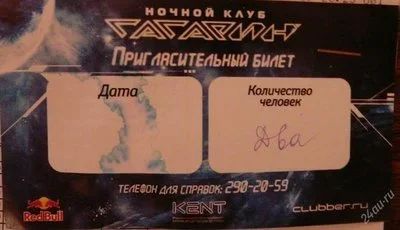 НОЧНОЙ КЛУБ
ГАГАРИН
ПРИГЛАСИТЕЛЬНЫЙ БИЛЕТ
Дата
Количество
человек
Два
ТЕЛЕФОН ДЛЯ СПРАВОК: 290-20-59
Red Bull
KENT
clubber.ru
24au.ru